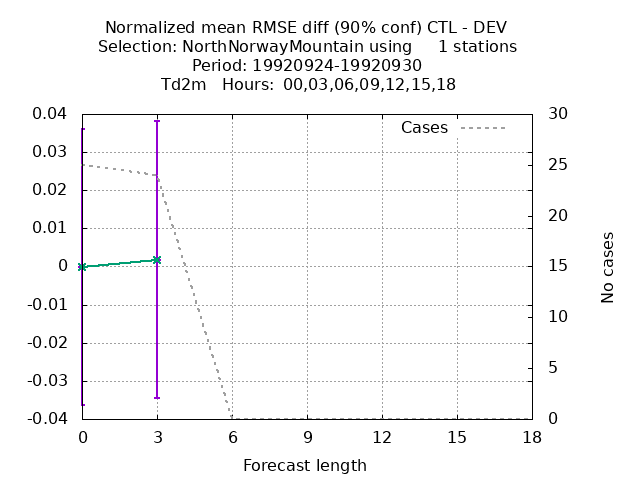 Normalized mean RMSE diff (90% conf) CTL - DEV
Selection: NorthNorwayMountain using 1 stations
Period: 19920924-19920930
Td2m Hours: 00,03,06,09,12,15,18
0.04
0.03
0.02
0.01
0
-0.01
-0.02
-0.03
-0.04
Cases
30
25
20
15
10
5
0
No cases
0 3 6 9 12 15 18
Forecast length